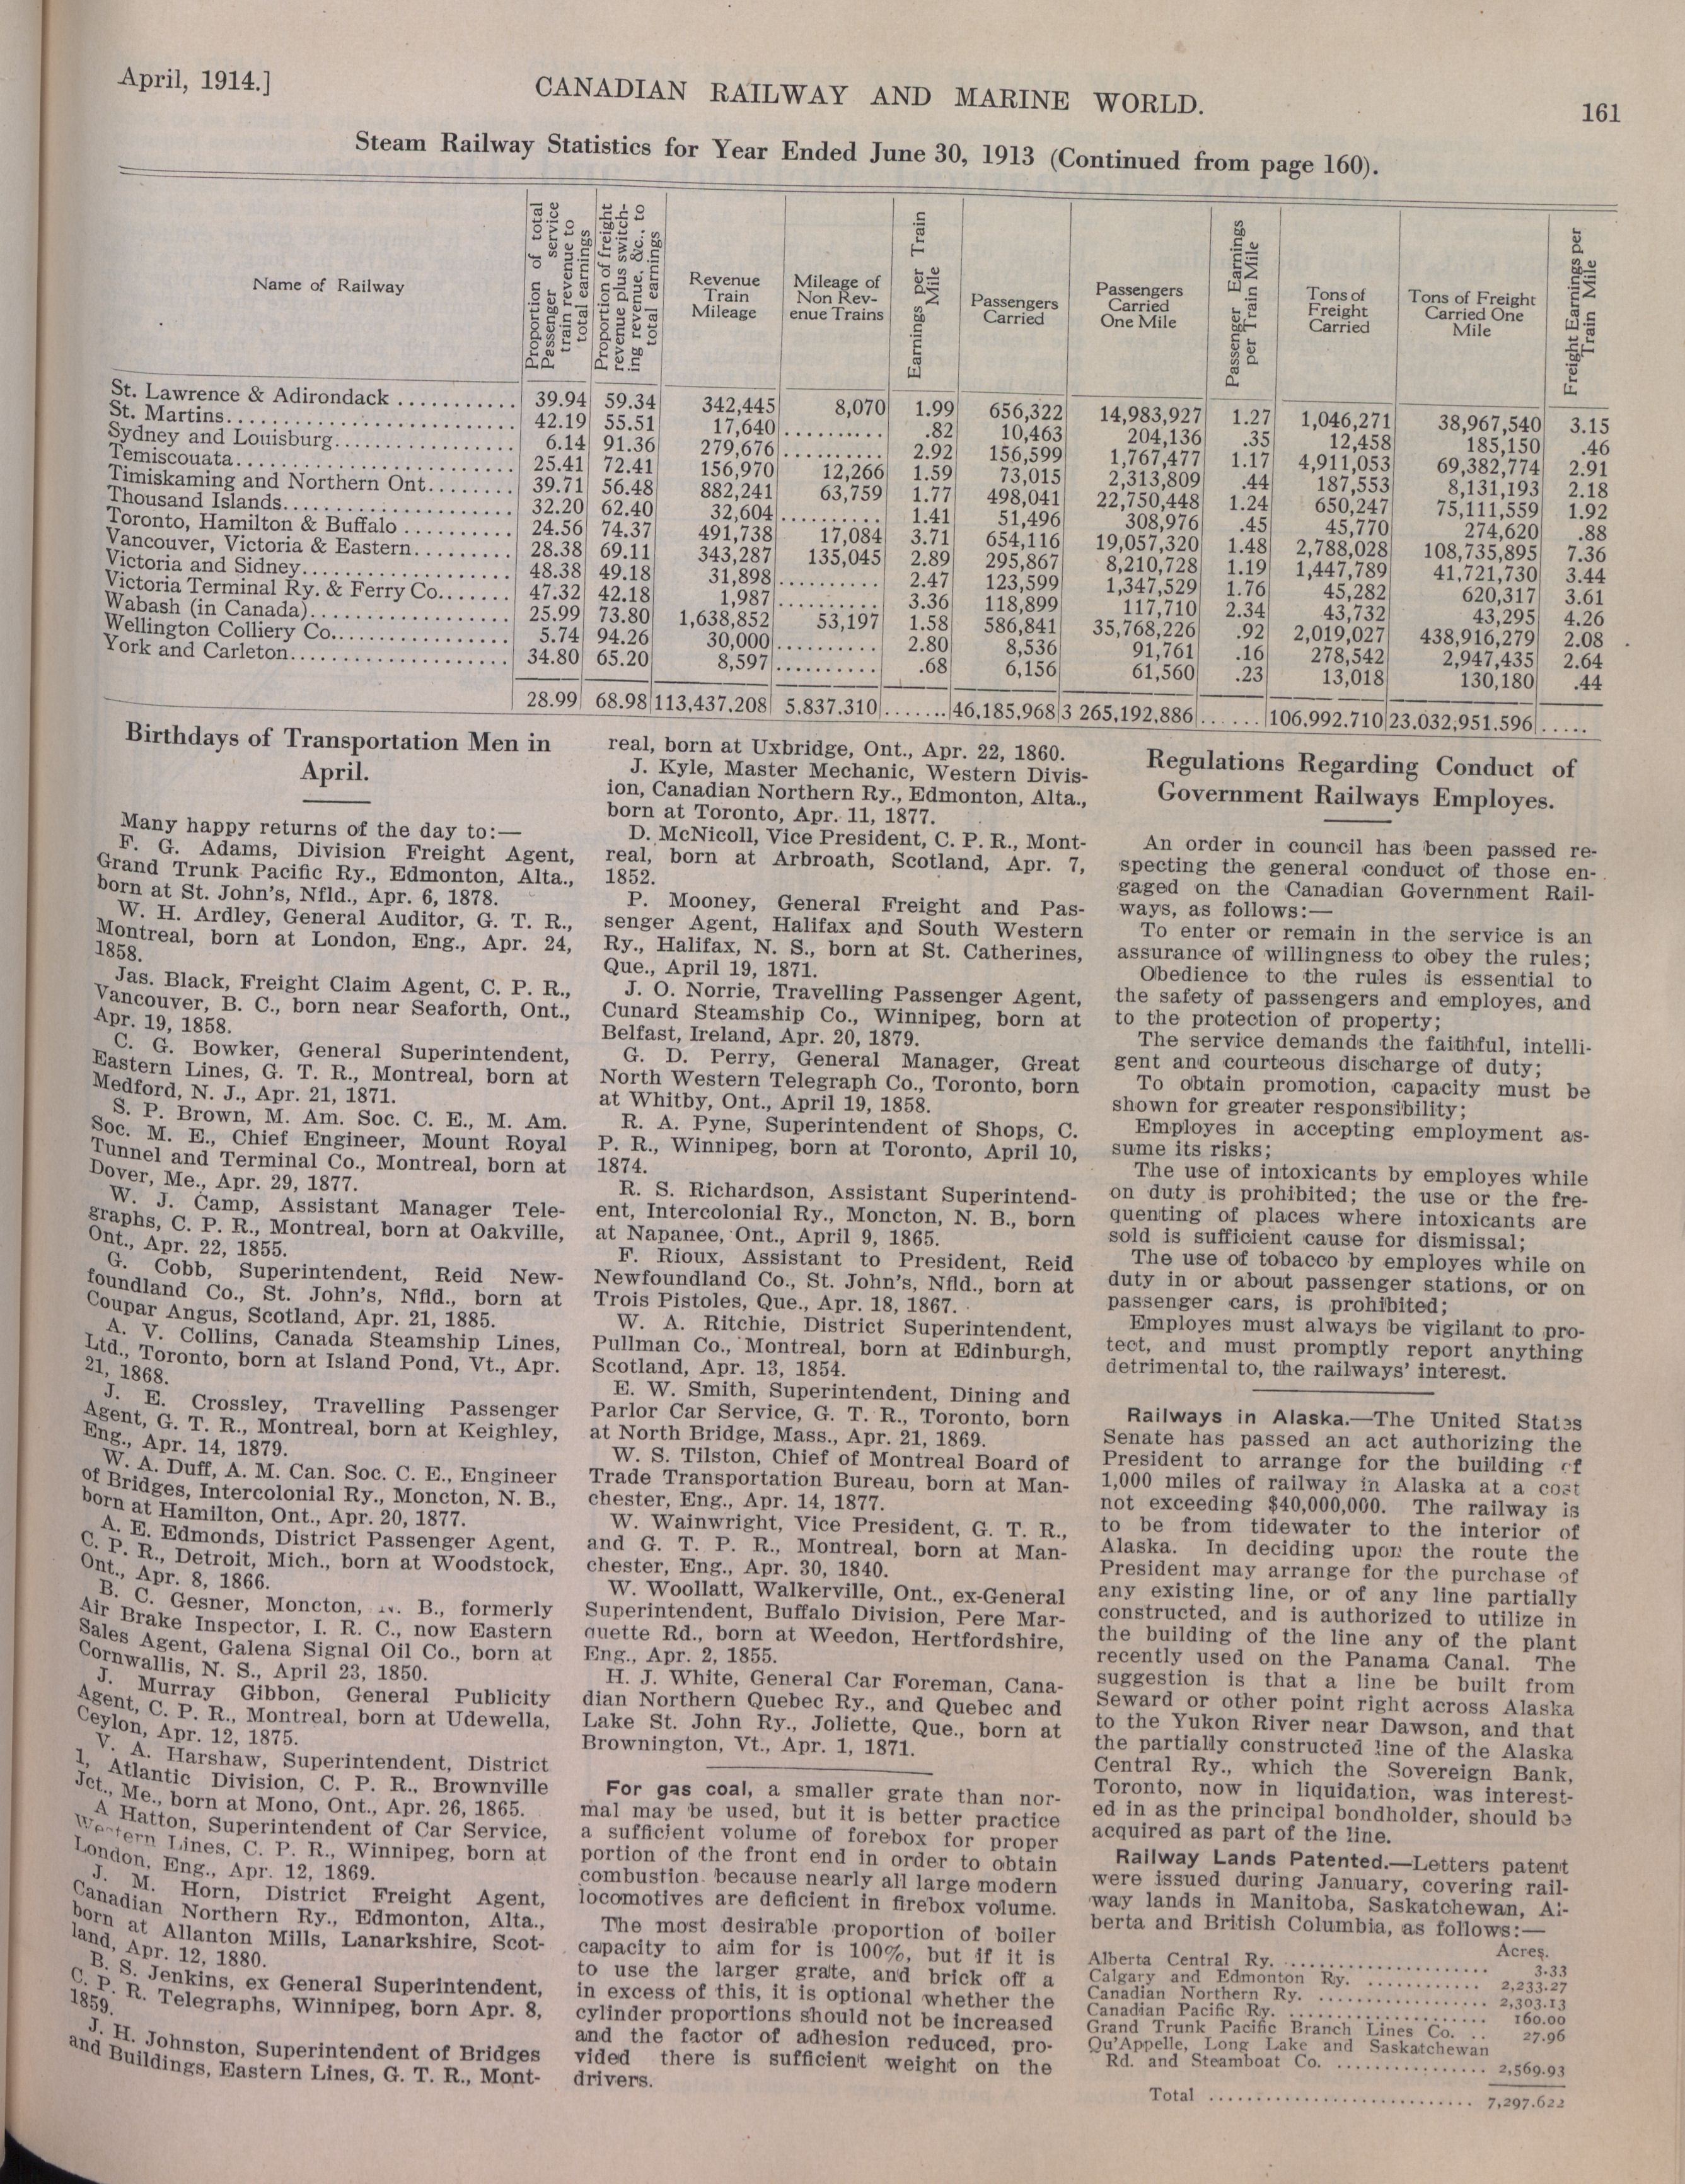 April, 1914.]
CANADIAN RAILWAY AND MARINE WORLD.
161
Steam Railway Statistics for Year Ended June 30, 1913 (Continued from page 160).
Name of Railway | Proportion of total Passenger service train revenue to total earnings | Proportion of freight revenue plus switching revenue, &c., to total earnings | Revenue Train Mileage | Mileage of Non Revenue Trains | Earnings per Train Mile | Passengers Carried | Passengers Carried One Mile | Passenger Earnings per Train Mile | Tons of Freight Carried | Tons of Freight Carried One Mile | Freight Earnings per Train Mile
St. Lawrence & Adirondack ........... 39.94 59.34 342,445 8,070 1.99 656,322 14,983,927 1.27 1,046,271 38,967,540 3.15
St. Martins........................... 42.19 55.51 17,640 .......... .82 10,463 204,136 .35 12,458 185,150 .46
Sydney and Louisburg................. 6.14 91.36 279,676 .......... 2.92 156,599 1,767,477 1.17 4,911,053 69,382,774 2.91
Temiscouata.......................... 25.41 72.41 156,970 12,266 1.59 73,015 2,313,809 .44 187,553 8,131,193 2.18
Timiskaming and Northern Ont........ 39.71 56.48 882,241 63,759 1.77 498,041 22,750,448 1.24 650,247 75,111,559 1.92
Thousand Islands..................... 32.20 62.40 32,604 .......... 1.41 51,496 308,976 .45 45,770 274,620 .88
Toronto, Hamilton & Buffalo .......... 24.56 74.37 491,738 17,084 3.71 654,116 19,057,320 1.48 2,788,028 108,735,895 7.36
Vancouver, Victoria & Eastern......... 28.38 69.11 343,287 135,045 2.89 295,867 8,210,728 1.19 1,447,789 41,721,730 3.44
Victoria and Sidney................... 48.38 49.18 31,898 .......... 2.47 123,599 1,347,529 1.76 45,282 620,317 3.61
Victoria Terminal Ry. & Ferry Co....... 47.32 42.18 1,987 .......... 3.36 118,899 117,710 2.34 43,732 43,295 4.26
Wabash (in Canada).................. 25.99 73.80 1,638,852 53,197 1.58 586,841 35,768,226 .92 2,019,027 438,916,279 2.08
Wellington Colliery Co................. 5.74 94.26 30,000 .......... 2.80 8,536 91,761 .16 278,542 2,947,435 2.64
York and Carleton.................... 34.80 65.20 8,597 .......... .68 6,156 61,560 .23 13,018 130,180 .44
28.99 68.98 113,437,208 5,837,310 ....... 46,185,968 3 265,192,886 ...... 106,992.710 23,032,951.596 .....
Birthdays of Transportation Men in
April.
Many happy returns of the day to:—
F. G. Adams, Division Freight Agent,
Grand Trunk Pacific Ry., Edmonton, Alta.,
born at St. John's, Nfld., Apr. 6, 1878.
W. H. Ardley, General Auditor, G. T. R.,
Montreal, born at London, Eng., Apr. 24,
1858.
Jas. Black, Freight Claim Agent, C. P. R.,
Vancouver, B. C., born near Seaforth, Ont.,
Apr. 19, 1858.
C. G. Bowker, General Superintendent,
Eastern Lines, G. T. R., Montreal, born at
Medford, N. J., Apr. 21, 1871.
S. P. Brown, M. Am. Soc. C. E., M. Am.
Soc. M. E., Chief Engineer, Mount Royal
Tunnel and Terminal Co., Montreal, born at
Dover, Me., Apr. 29, 1877.
W. J. Camp, Assistant Manager Tele-
graphs, C. P. R., Montreal, born at Oakville,
Ont., Apr. 22, 1855.
G. Cobb, Superintendent, Reid New-
foundland Co., St. John's, Nfld., born at
Coupar Angus, Scotland, Apr. 21, 1885.
A. V. Collins, Canada Steamship Lines,
Ltd., Toronto, born at Island Pond, Vt., Apr.
21, 1868.
J. E. Crossley, Travelling Passenger
Agent, G. T. R., Montreal, born at Keighley,
Eng., Apr. 14, 1879.
W. A. Duff, A. M. Can. Soc. C. E., Engineer
of Bridges, Intercolonial Ry., Moncton, N. B.,
born at Hamilton, Ont., Apr. 20, 1877.
A. E. Edmonds, District Passenger Agent,
C. P. R., Detroit, Mich., born at Woodstock,
Ont., Apr. 8, 1866.
B. C. Gesner, Moncton, N. B., formerly
Air Brake Inspector, I. R. C., now Eastern
Sales Agent, Galena Signal Oil Co., born at
Cornwallis, N. S., April 23, 1850.
J. Murray Gibbon, General Publicity
Agent, C. P. R., Montreal, born at Udewella,
Ceylon, Apr. 12, 1875.
V. A. Harshaw, Superintendent, District
1, Atlantic Division, C. P. R., Brownville
Jct., Me., born at Mono, Ont., Apr. 26, 1865.
A Hatton, Superintendent of Car Service,
Western Lines, C. P. R., Winnipeg, born at
London, Eng., Apr. 12, 1869.
J. M. Horn, District Freight Agent,
Canadian Northern Ry., Edmonton, Alta.,
born at Allanton Mills, Lanarkshire, Scot-
land, Apr. 12, 1880.
B. S. Jenkins, ex General Superintendent,
C. P. R. Telegraphs, Winnipeg, born Apr. 8,
1859.
J. H. Johnston, Superintendent of Bridges
and Buildings, Eastern Lines, G. T. R., Mont-
real, born at Uxbridge, Ont., Apr. 22, 1860.
J. Kyle, Master Mechanic, Western Divis-
ion, Canadian Northern Ry., Edmonton, Alta.,
born at Toronto, Apr. 11, 1877.
D. McNicoll, Vice President, C. P. R., Mont-
real, born at Arbroath, Scotland, Apr. 7,
1852.
P. Mooney, General Freight and Pas-
senger Agent, Halifax and South Western
Ry., Halifax, N. S., born at St. Catherines,
Que., April 19, 1871.
J. O. Norrie, Travelling Passenger Agent,
Cunard Steamship Co., Winnipeg, born at
Belfast, Ireland, Apr. 20, 1879.
G. D. Perry, General Manager, Great
North Western Telegraph Co., Toronto, born
at Whitby, Ont., April 19, 1858.
R. A. Pyne, Superintendent of Shops, C.
P. R., Winnipeg, born at Toronto, April 10,
1874.
R. S. Richardson, Assistant Superintend-
ent, Intercolonial Ry., Moncton, N. B., born
at Napanee, Ont., April 9, 1865.
F. Rioux, Assistant to President, Reid
Newfoundland Co., St. John's, Nfld., born at
Trois Pistoles, Que., Apr. 18, 1867.
W. A. Ritchie, District Superintendent,
Pullman Co., Montreal, born at Edinburgh,
Scotland, Apr. 13, 1854.
E. W. Smith, Superintendent, Dining and
Parlor Car Service, G. T. R., Toronto, born
at North Bridge, Mass., Apr. 21, 1869.
W. S. Tilston, Chief of Montreal Board of
Trade Transportation Bureau, born at Man-
chester, Eng., Apr. 14, 1877.
W. Wainwright, Vice President, G. T. R.,
and G. T. P. R., Montreal, born at Man-
chester, Eng., Apr. 30, 1840.
W. Woollatt, Walkerville, Ont., ex-General
Superintendent, Buffalo Division, Pere Mar-
quette Rd., born at Weedon, Hertfordshire,
Eng., Apr. 2, 1855.
H. J. White, General Car Foreman, Cana-
dian Northern Quebec Ry., and Quebec and
Lake St. John Ry., Joliette, Que., born at
Brownington, Vt., Apr. 1, 1871.
For gas coal, a smaller grate than nor-
mal may be used, but it is better practice
a sufficient volume of forebox for proper
portion of the front end in order to obtain
combustion. because nearly all large modern
locomotives are deficient in firebox volume.
The most desirable proportion of boiler
capacity to aim for is 100%, but if it is
to use the larger grate, and brick off a
in excess of this, it is optional whether the
cylinder proportions should not be increased
and the factor of adhesion reduced, pro-
vided there is sufficient weight on the
drivers.
Regulations Regarding Conduct of
Government Railways Employes.
An order in council has been passed re-
specting the general conduct of those en-
gaged on the Canadian Government Rail-
ways, as follows:—
To enter or remain in the service is an
assurance of willingness to obey the rules;
Obedience to the rules is essential to
the safety of passengers and employes, and
to the protection of property;
The service demands the faithful, intelli-
gent and courteous discharge of duty;
To obtain promotion, capacity must be
shown for greater responsibility;
Employes in accepting employment as-
sume its risks;
The use of intoxicants by employes while
on duty is prohibited; the use or the fre-
quenting of places where intoxicants are
sold is sufficient cause for dismissal;
The use of tobacco by employes while on
duty in or about passenger stations, or on
passenger cars, is prohibited;
Employes must always be vigilant to pro-
tect, and must promptly report anything
detrimental to, the railways' interest.
Railways in Alaska.—The United States
Senate has passed an act authorizing the
President to arrange for the building of
1,000 miles of railway in Alaska at a cost
not exceeding $40,000,000. The railway is
to be from tidewater to the interior of
Alaska. In deciding upon the route the
President may arrange for the purchase of
any existing line, or of any line partially
constructed, and is authorized to utilize in
the building of the line any of the plant
recently used on the Panama Canal. The
suggestion is that a line be built from
Seward or other point right across Alaska
to the Yukon River near Dawson, and that
the partially constructed line of the Alaska
Central Ry., which the Sovereign Bank,
Toronto, now in liquidation, was interest-
ed in as the principal bondholder, should be
acquired as part of the line.
Railway Lands Patented.—Letters patent
were issued during January, covering rail-
way lands in Manitoba, Saskatchewan, Al-
berta and British Columbia, as follows:—
Acres.
Alberta Central Ry. ..................... 3.33
Calgary and Edmonton Ry. ............ 2,233.27
Canadian Northern Ry. ................. 2,303.13
Canadian Pacific Ry. .................... 160.00
Grand Trunk Pacific Branch Lines Co. .. 27.96
Qu'Appelle, Long Lake and Saskatchewan
Rd. and Steamboat Co. ............... 2,569.93
Total ........................... 7,297.622